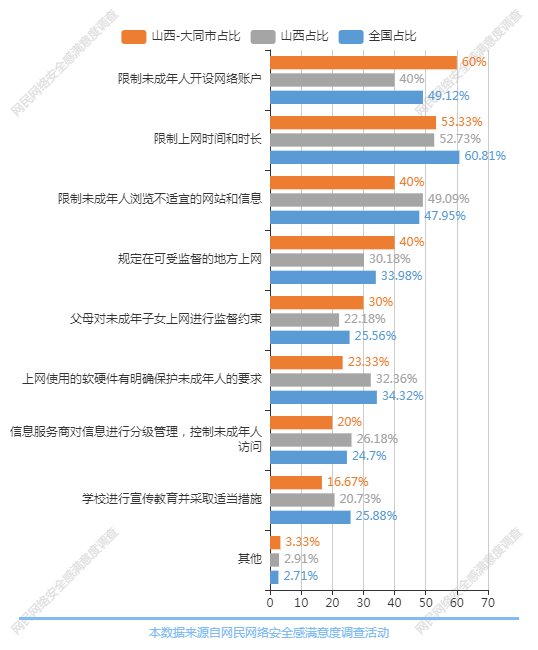 山西-大同市占比 山西占比 全国占比
限制未成年人开设网络账户 60% 40% 49.12%
限制上网时间和时长 53.33% 52.73% 60.81%
限制未成年人浏览不适宜的网站和信息 40% 49.09% 47.95%
规定在可受监督的地方上网 40% 30.18% 33.98%
父母对未成年子女上网进行监督约束 30% 22.18% 25.56%
上网使用的软硬件有明确保护未成年人的要求 23.33% 32.36% 34.32%
信息服务商对信息进行分级管理，控制未成年人
访问 20% 26.18% 24.7%
学校进行宣传教育并采取适当措施 16.67% 20.73% 25.88%
其他 3.33% 2.91% 2.71%
0 10 20 30 40 50 60 70
本数据来源自网民网络安全感满意度调查活动
网民网络安全感满意度调查
网民网络安全感满意度调查
网民网络安全感满意度调查
网民网络安全感满意度调查